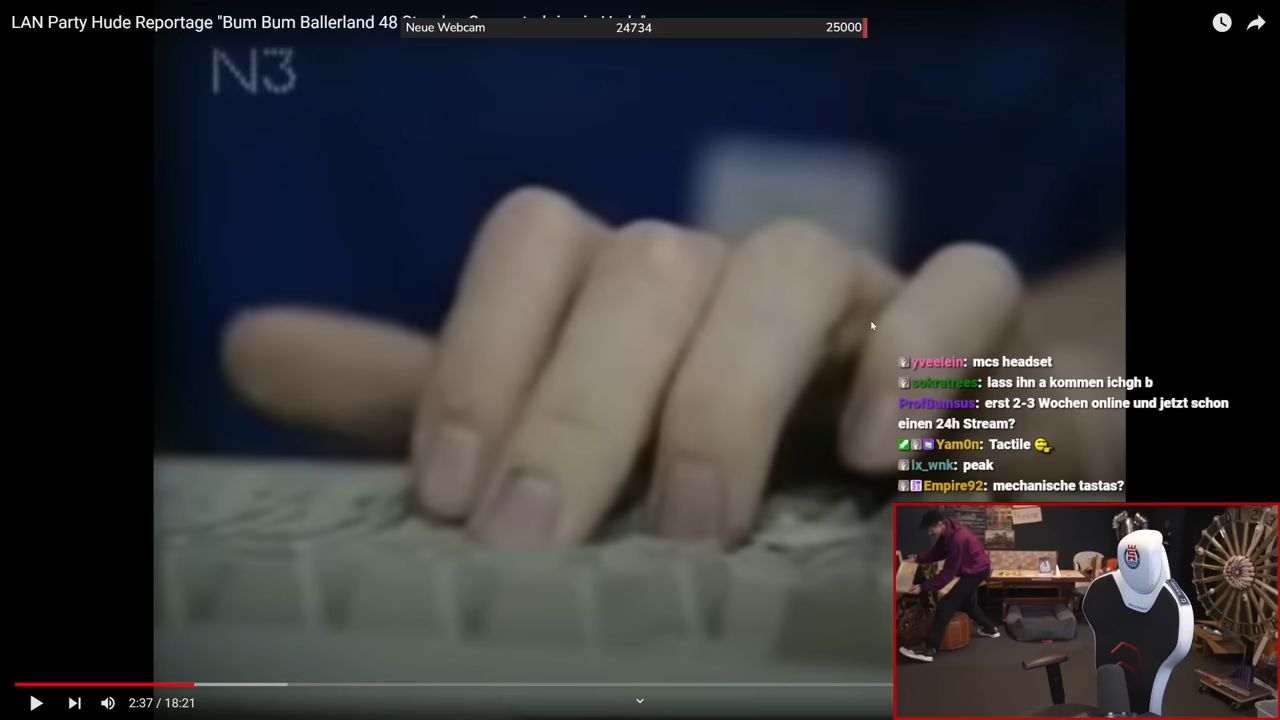 LAN Party Hude Reportage "Bum Bum Ballerland 48
Neue Webcam 24734 25000
N3
yveelein: mcs headset
sokratrees: lass ihn a kommen ichgh b
ProfBumsus: erst 2-3 Wochen online und jetzt schon
einen 24h Stream?
Yam0n: Tactile
lx_wnk: peak
Empire92: mechanische tastas?
2:37 / 18:21